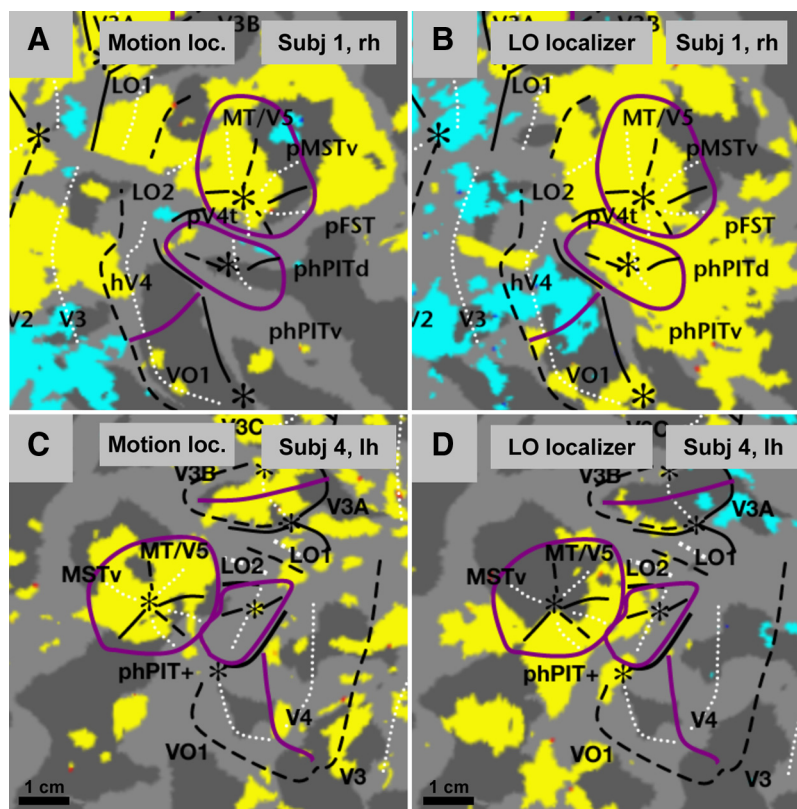 A Motion loc. Subj 1, rh
V3A
V3B
LO1
MT/V5
pMSTv
LO2
pV4t
pFST
hV4
phPITd
V2 V3
phPITv
VO1
B LO localizer Subj 1, rh
V3A
V3B
LO1
MT/V5
pMSTv
LO2
pV4t
pFST
hV4
phPITd
V2 V3
phPITv
VO1
C Motion loc. Subj 4, lh
V3C
V3B
V3A
MT/V5
LO1
LO2
MSTv
phPIT+
V4
VO1
V3
1 cm
D LO localizer Subj 4, lh
V3B
V3A
MT/V5
LO1
LO2
MSTv
phPIT+
V4
VO1
V3
1 cm